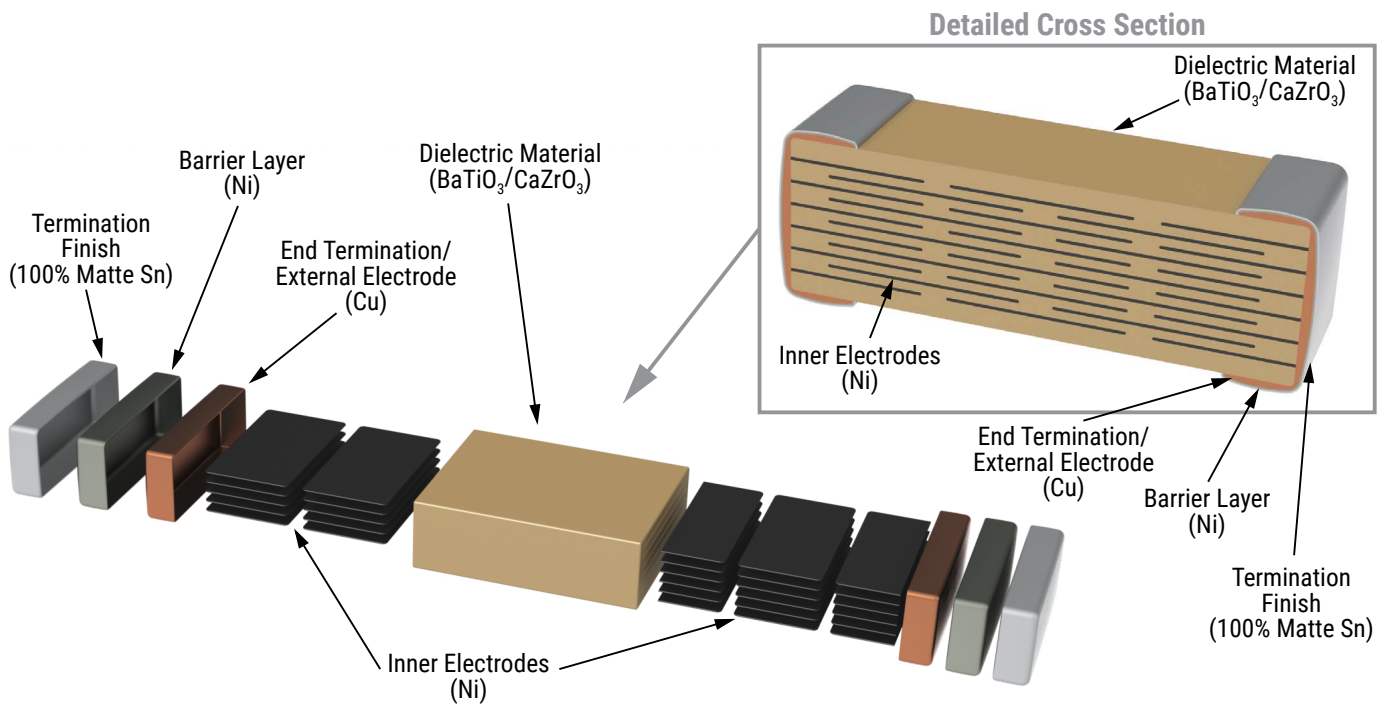 Detailed Cross Section
Dielectric Material
(BaTiO₃/CaZrO₃)
Inner Electrodes
(Ni)
End Termination/
External Electrode
(Cu)
Barrier Layer
(Ni)
Termination
Finish
(100% Matte Sn)
Dielectric Material
(BaTiO₃/CaZrO₃)
Barrier Layer
(Ni)
Termination
Finish
(100% Matte Sn)
End Termination/
External Electrode
(Cu)
Inner Electrodes
(Ni)